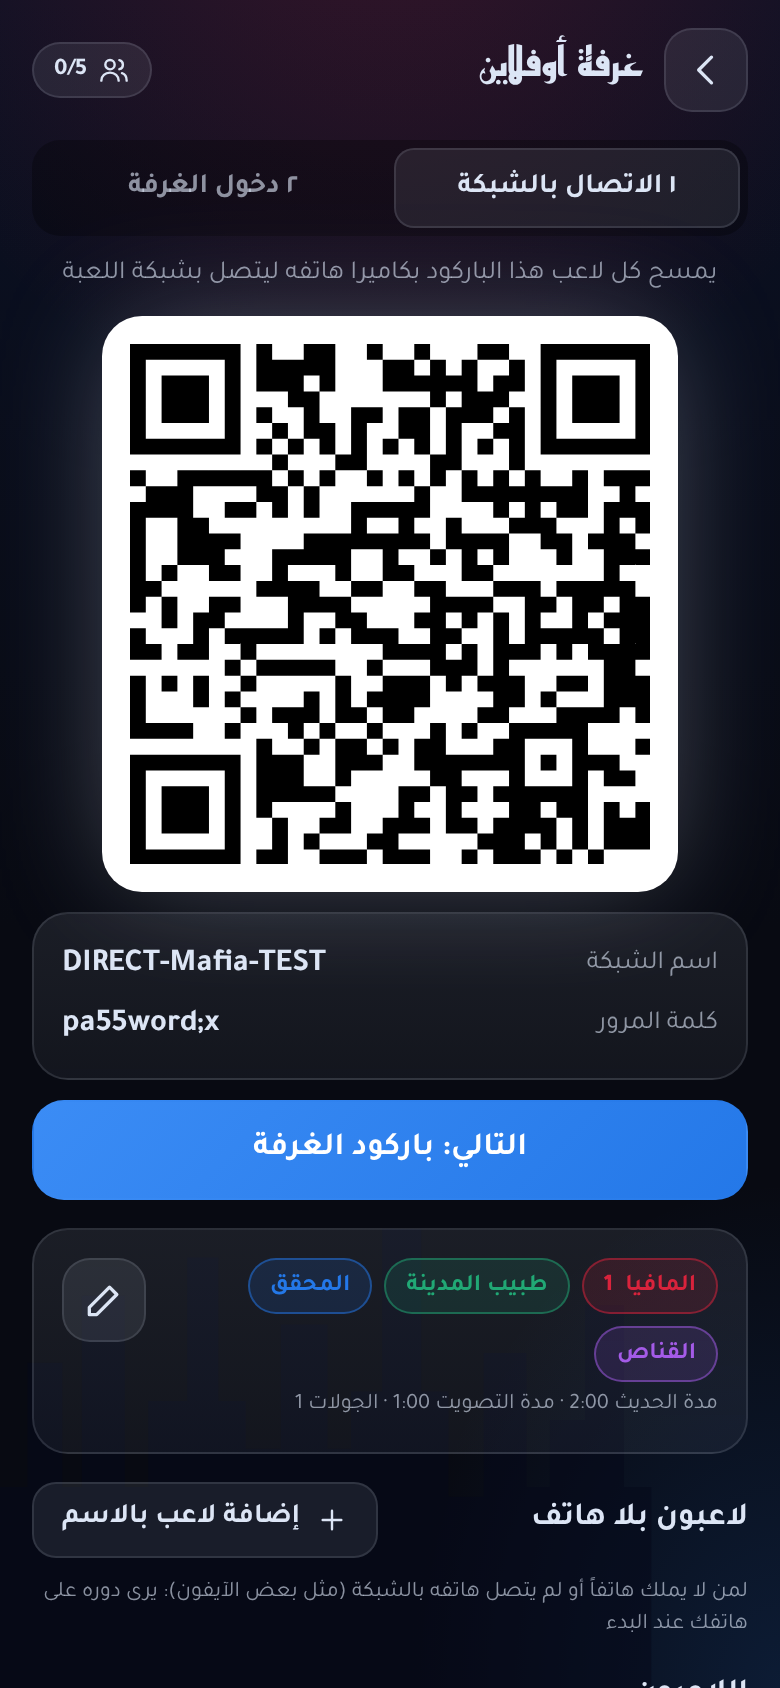 غرفة أوفلاين
0/5
١ الاتصال بالشبكة
٢ دخول الغرفة
يمسح كل لاعب هذا الباركود بكاميرا هاتفه ليتصل بشبكة اللعبة
اسم الشبكة
DIRECT-Mafia-TEST
كلمة المرور
pa55word;x
التالي: باركود الغرفة
المافيا 1
طبيب المدينة
المحقق
القناص
مدة الحديث 2:00 · مدة التصويت 1:00 · الجولات 1
لاعبون بلا هاتف
إضافة لاعب بالاسم
لمن لا يملك هاتفاً أو لم يتصل هاتفه بالشبكة (مثل بعض الآيفون): يرى دوره على
هاتفك عند البدء